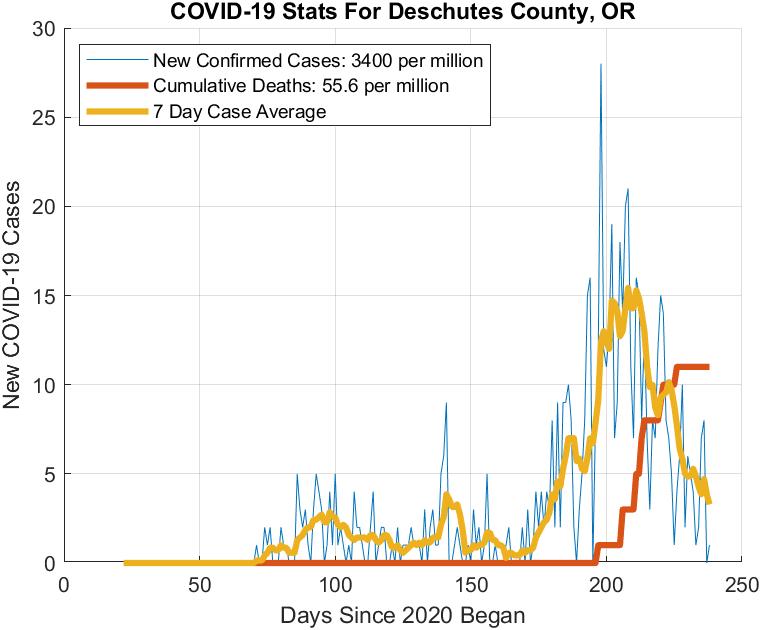 COVID-19 Stats For Deschutes County, OR
30
25
20
15
10
5
0
New Confirmed Cases: 3400 per million
Cumulative Deaths: 55.6 per million
7 Day Case Average
New COVID-19 Cases
0 50 100 150 200 250
Days Since 2020 Began